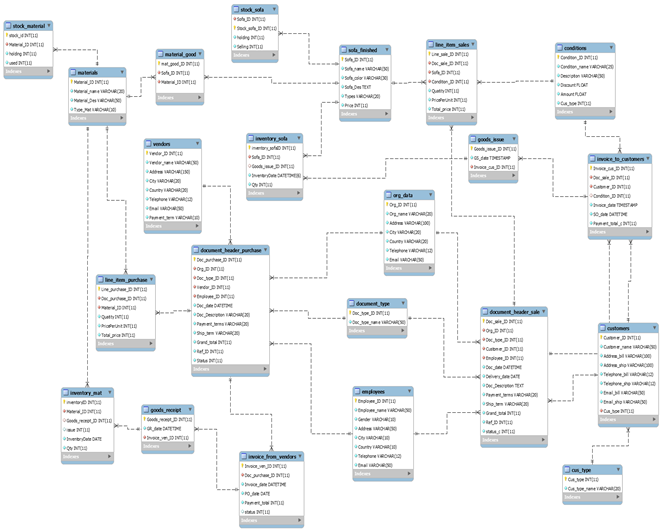 stock_material
stock_id INT(11)
Material_ID INT(11)
holding INT(11)
used INT(11)
Indexes
materials
Material_ID INT(11)
Material_name VARCHAR(20)
Material_Des VARCHAR(50)
Type_Mat VARCHAR(10)
Indexes
material_good
mat_good_ID INT(11)
Sofa_ID INT(11)
Material_ID INT(11)
Indexes
stock_sofa
Sofa_ID INT(11)
Stock_sofa_ID INT(11)
holding INT(11)
Selling INT(11)
Indexes
sofa_finished
Sofa_ID INT(11)
Sofa_name VARCHAR(50)
Sofa_color VARCHAR(30)
Sofa_Des TEXT
Types VARCHAR(20)
Price INT(11)
Indexes
line_item_sales
Line_sale_ID INT(11)
Doc_sale_ID INT(11)
Sofa_ID INT(11)
Condition_ID INT(11)
Quantity INT(11)
PricePerUnit INT(11)
Total_price INT(11)
Indexes
conditions
Condition_ID INT(11)
Condition_name VARCHAR(25)
Description VARCHAR(50)
Discount FLOAT
Amount FLOAT
Cus_type INT(11)
Indexes
vendors
Vendor_ID INT(11)
Vendor_name VARCHAR(50)
Address VARCHAR(150)
City VARCHAR(20)
Country VARCHAR(20)
Telephone VARCHAR(12)
Email VARCHAR(50)
Payment_term VARCHAR(10)
Indexes
inventory_sofa
inventory_sofaID INT(11)
Sofa_ID INT(11)
Goods_issue_ID INT(11)
InventoryDate DATETIME(6)
Qty INT(11)
Indexes
goods_issue
Goods_issue_ID INT(11)
GS_date TIMESTAMP
Invoice_cus_ID INT(11)
Indexes
invoice_to_customers
Invoice_cus_ID INT(11)
Doc_sale_ID INT(11)
Customer_ID INT(11)
Condition_ID INT(11)
Invoice_date TIMESTAMP
SO_date DATETIME
Payment_total_c INT(11)
Indexes
org_data
Org_ID INT(11)
Org_name VARCHAR(20)
Address VARCHAR(100)
City VARCHAR(20)
Country VARCHAR(20)
Telephone VARCHAR(12)
Email VARCHAR(50)
Indexes
document_header_purchase
Doc_purchase_ID INT(11)
Org_ID INT(11)
Doc_type_ID INT(11)
Vendor_ID INT(11)
Employee_ID INT(11)
Doc_date DATETIME
Doc_Description VARCHAR(20)
Payment_terms VARCHAR(20)
Ship_term VARCHAR(20)
Grand_total INT(11)
Ref_ID INT(11)
Status INT(11)
Indexes
line_item_purchase
Line_purchase_ID INT(11)
Doc_purchase_ID INT(11)
Material_ID INT(11)
Quantity INT(11)
PricePerUnit INT(11)
Total_price INT(11)
Indexes
document_type
Doc_type_ID INT(11)
Doc_type_name VARCHAR(50)
Indexes
document_header_sale
Doc_sale_ID INT(11)
Org_ID INT(11)
Doc_type_ID INT(11)
Customer_ID INT(11)
Employee_ID INT(11)
Doc_date DATETIME
Delivery_date DATE
Doc_Description TEXT
Payment_terms VARCHAR(20)
Ship_term VARCHAR(20)
Grand_total INT(11)
Ref_ID INT(11)
status_c INT(11)
Indexes
customers
Customer_ID INT(11)
Customer_name VARCHAR(50)
Address_bill VARCHAR(100)
Address_ship VARCHAR(100)
Telephone_bill VARCHAR(12)
Telephone_ship VARCHAR(12)
Email_bill VARCHAR(50)
Email_ship VARCHAR(50)
Cus_type INT(11)
Indexes
inventory_mat
inventoryID INT(11)
Material_ID INT(11)
Goods_receipt_ID INT(11)
issue INT(11)
InventoryDate DATE
Qty INT(11)
Indexes
goods_receipt
Goods_receipt_ID INT(11)
GR_date DATETIME
Invoice_ven_ID INT(11)
Indexes
employees
Employee_ID INT(11)
Employee_name VARCHAR(50)
Gender VARCHAR(10)
Address VARCHAR(50)
City VARCHAR(10)
Country VARCHAR(10)
Telephone VARCHAR(12)
Email VARCHAR(50)
Indexes
invoice_from_vendors
Invoice_ven_ID INT(11)
Doc_purchase_ID INT(11)
Invoice_date DATETIME
PO_date DATE
Payment_total INT(11)
status INT(11)
Indexes
cus_type
Cus_type INT(11)
Cus_type_name VARCHAR(20)
Indexes